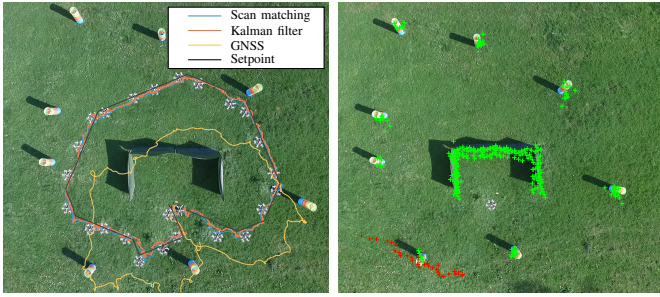 Scan matching
Kalman filter
GNSS
Setpoint